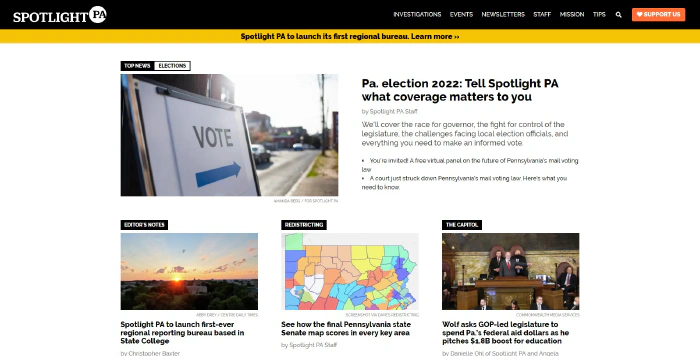 SPOTLIGHT PA
INVESTIGATIONS EVENTS NEWSLETTERS STAFF MISSION TIPS SUPPORT US
Spotlight PA to launch its first regional bureau. Learn more ››
TOP NEWS ELECTIONS
VOTE
AMANDA BERG / FOR SPOTLIGHT PA
Pa. election 2022: Tell Spotlight PA
what coverage matters to you
by Spotlight PA Staff
We'll cover the race for governor, the fight for control of the
legislature, the challenges facing local election officials, and
everything you need to make an informed vote.
• You're invited! A free virtual panel on the future of Pennsylvania's mail voting
law
• A court just struck down Pennsylvania's mail voting law. Here's what you
need to know.
EDITOR'S NOTES
ABBY DREY / CENTRE DAILY TIMES
Spotlight PA to launch first-ever
regional reporting bureau based in
State College
by Christopher Baxter
REDISTRICTING
SCREENSHOT VIA DAVE'S REDISTRICTING
See how the final Pennsylvania state
Senate map scores in every key area
by Spotlight PA Staff
THE CAPITOL
COMMONWEALTH MEDIA SERVICES
Wolf asks GOP-led legislature to
spend Pa.'s federal aid dollars as he
pitches $1.8B boost for education
by Danielle Ohl of Spotlight PA and Angela